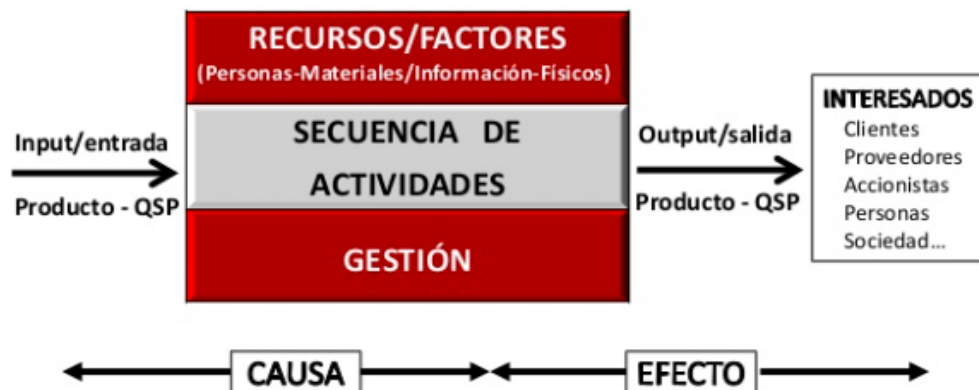 RECURSOS/FACTORES
(Personas-Materiales/Información-Físicos)
Input/entrada
Producto - QSP
SECUENCIA DE
ACTIVIDADES
Output/salida
Producto - QSP
INTERESADOS
Clientes
Proveedores
Accionistas
Personas
Sociedad...
GESTIÓN
CAUSA
EFECTO